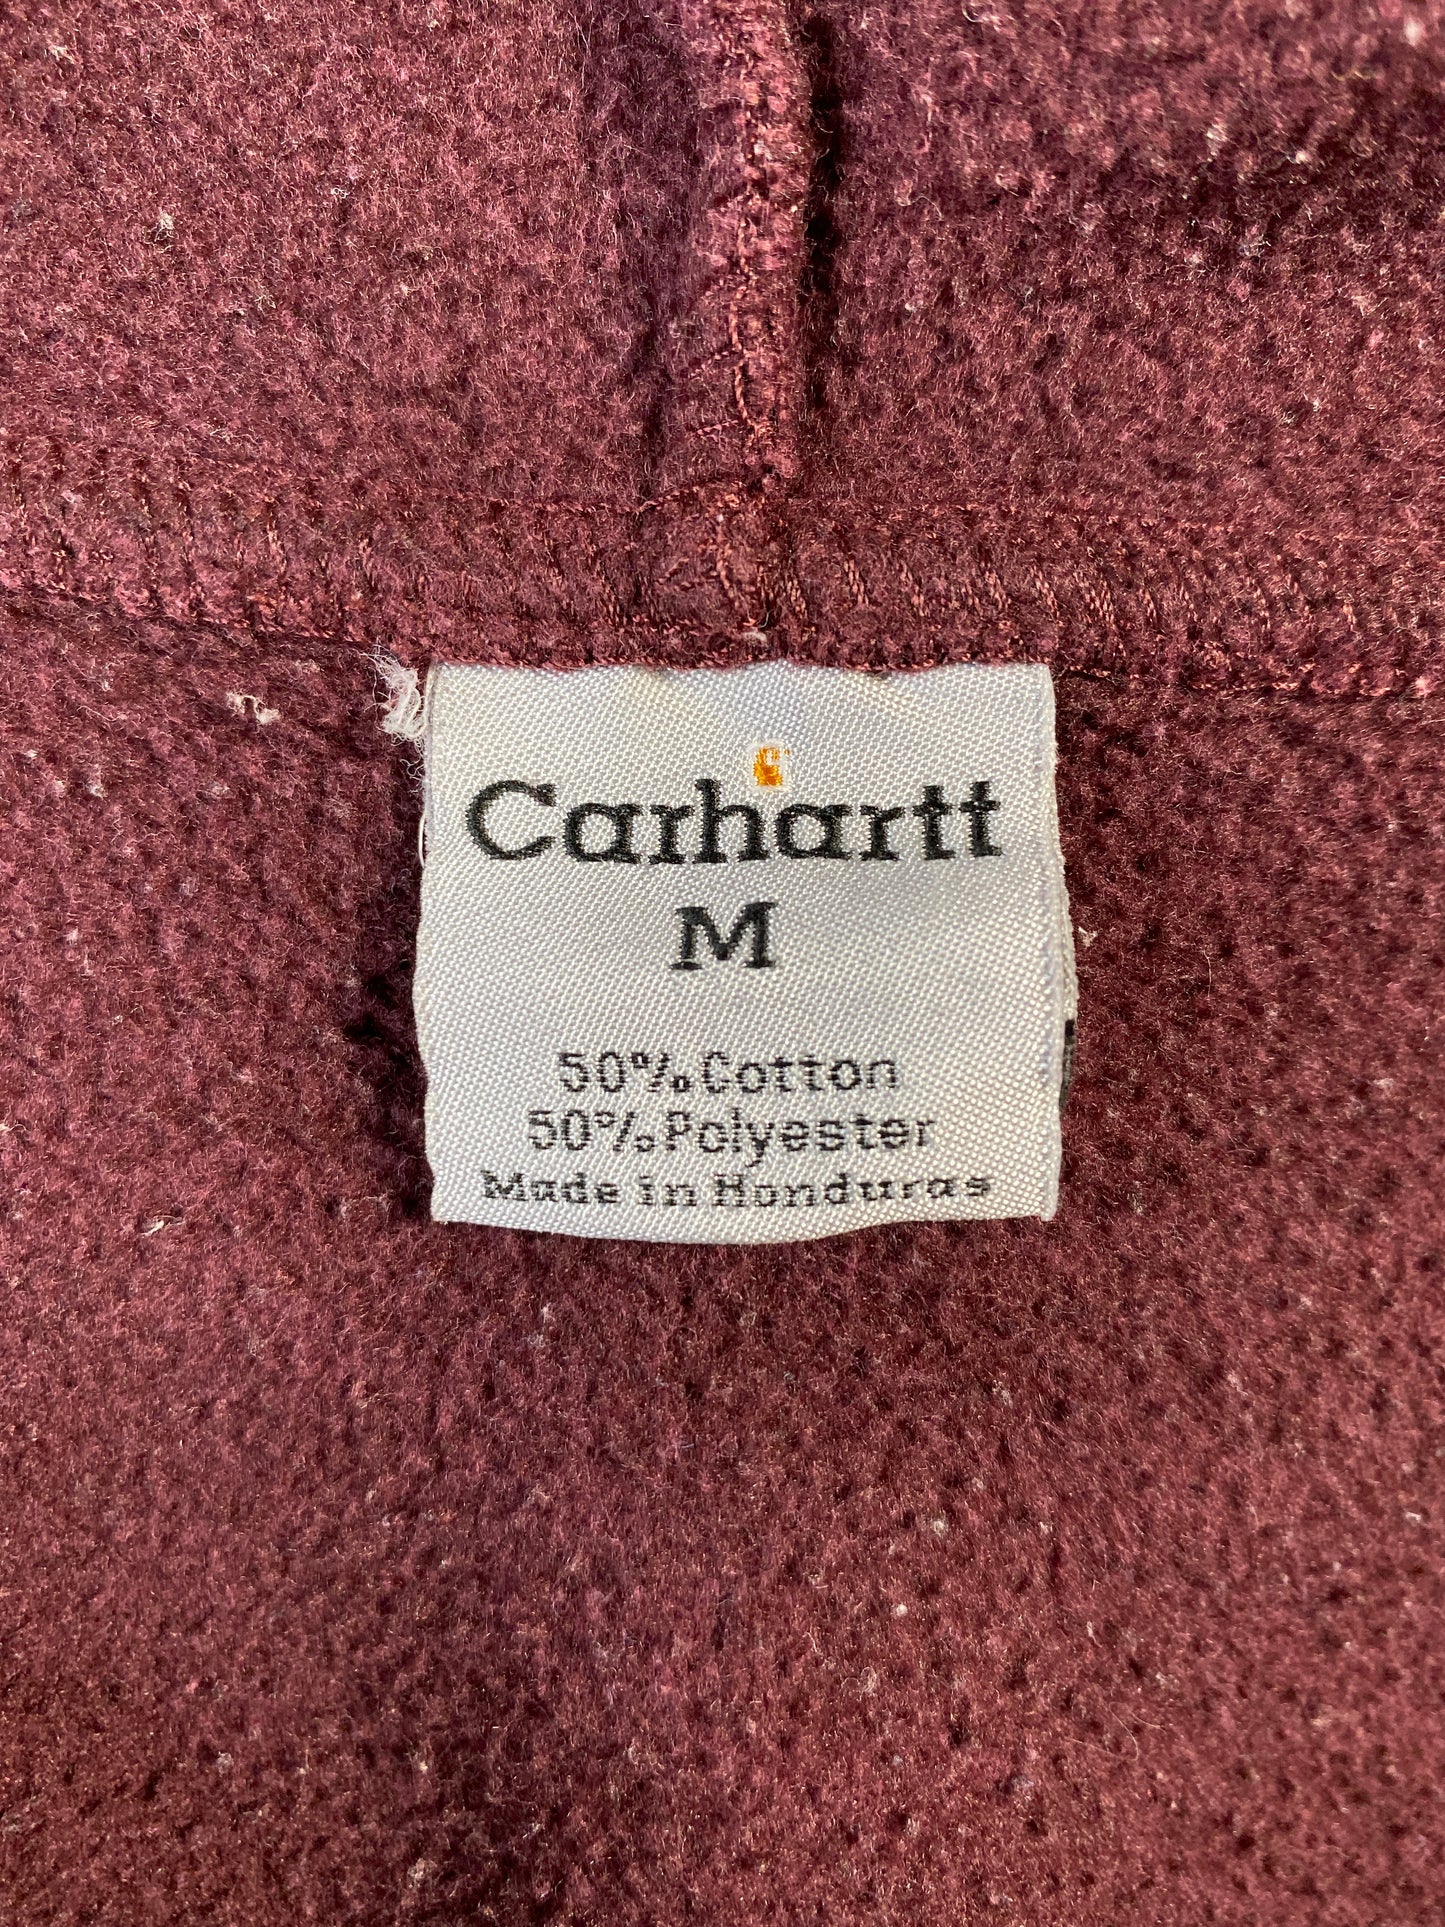 Carhartt
M
50% Cotton
50% Polyester
Made in Honduras